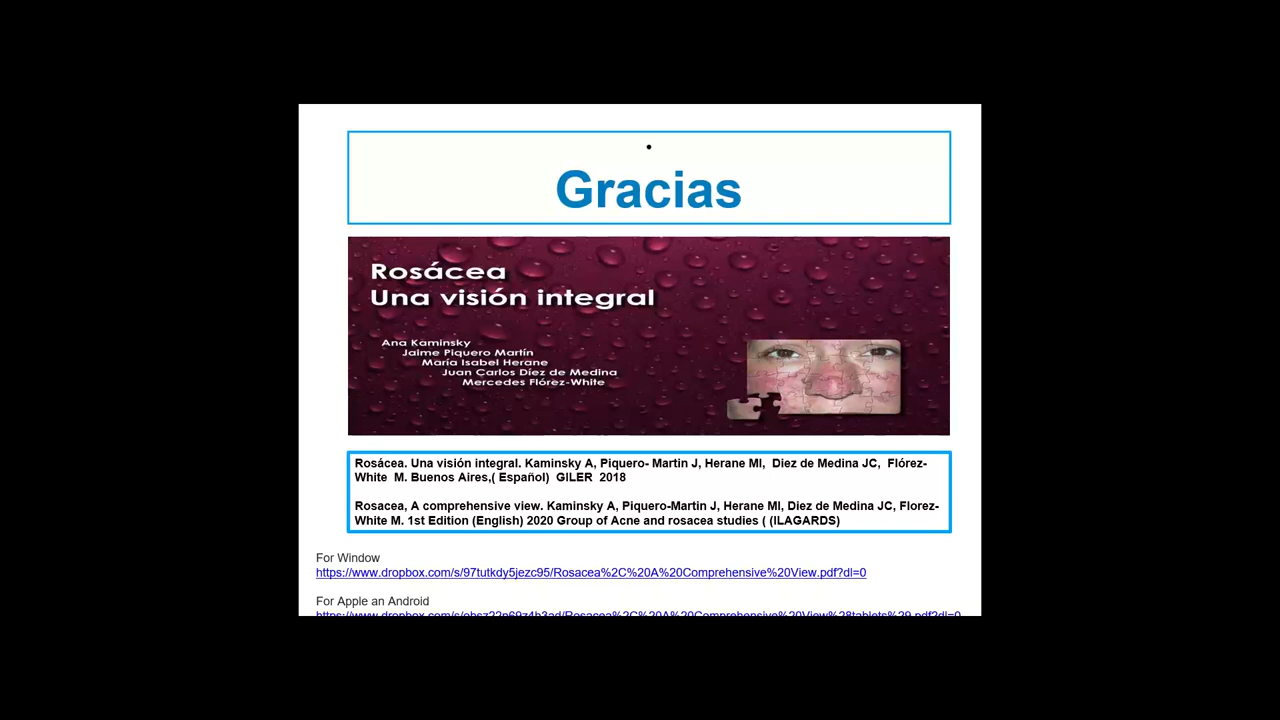 •
Gracias
Rosácea
Una visión integral
Ana Kaminsky
Jaime Piquero Martín
María Isabel Herane
Juan Carlos Díez de Medina
Mercedes Flórez-White
Rosácea. Una visión integral. Kaminsky A, Piquero- Martin J, Herane MI, Diez de Medina JC, Flórez-
White M. Buenos Aires,( Español) GILER 2018
Rosacea, A comprehensive view. Kaminsky A, Piquero-Martin J, Herane MI, Diez de Medina JC, Florez-
White M. 1st Edition (English) 2020 Group of Acne and rosacea studies ( (ILAGARDS)
For Window
https://www.dropbox.com/s/97tutkdy5jezc95/Rosacea%2C%20A%20Comprehensive%20View.pdf?dl=0
For Apple an Android